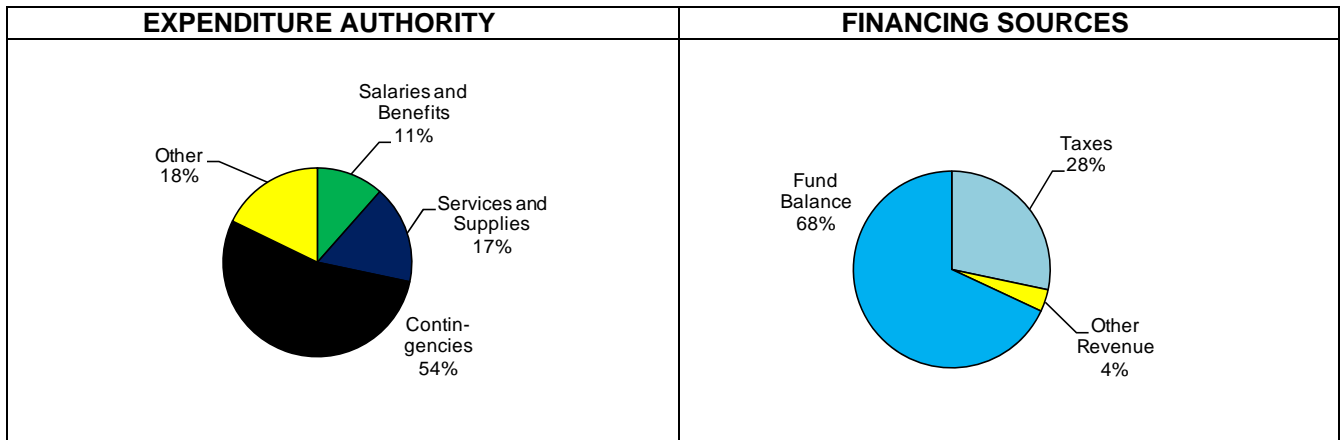 EXPENDITURE AUTHORITY
Salaries and
Benefits
11%
Other
18%
Services and
Supplies
17%
Contin-
gencies
54%
FINANCING SOURCES
Taxes
28%
Fund
Balance
68%
Other
Revenue
4%